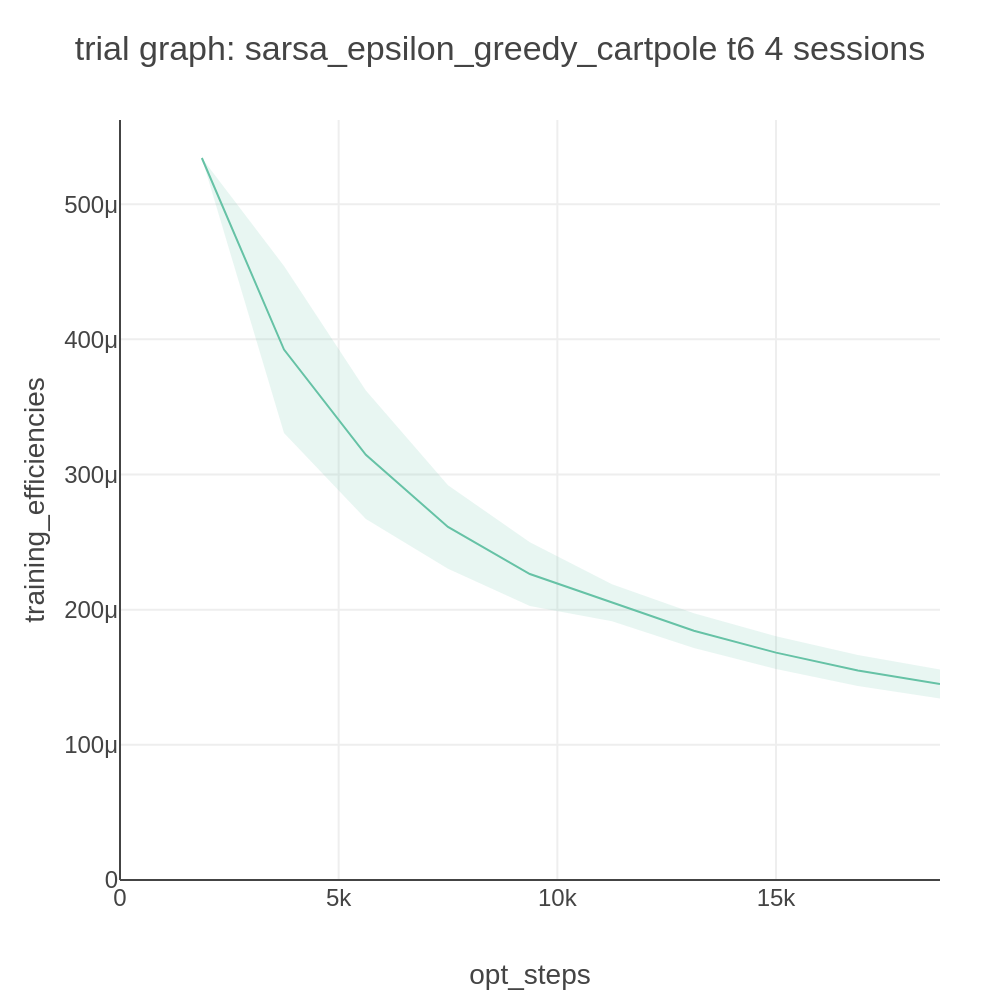 trial graph: sarsa_epsilon_greedy_cartpole t6 4 sessions
training_efficiencies
500μ
400μ
300μ
200μ
100μ
0
0
5k
10k
15k
opt_steps